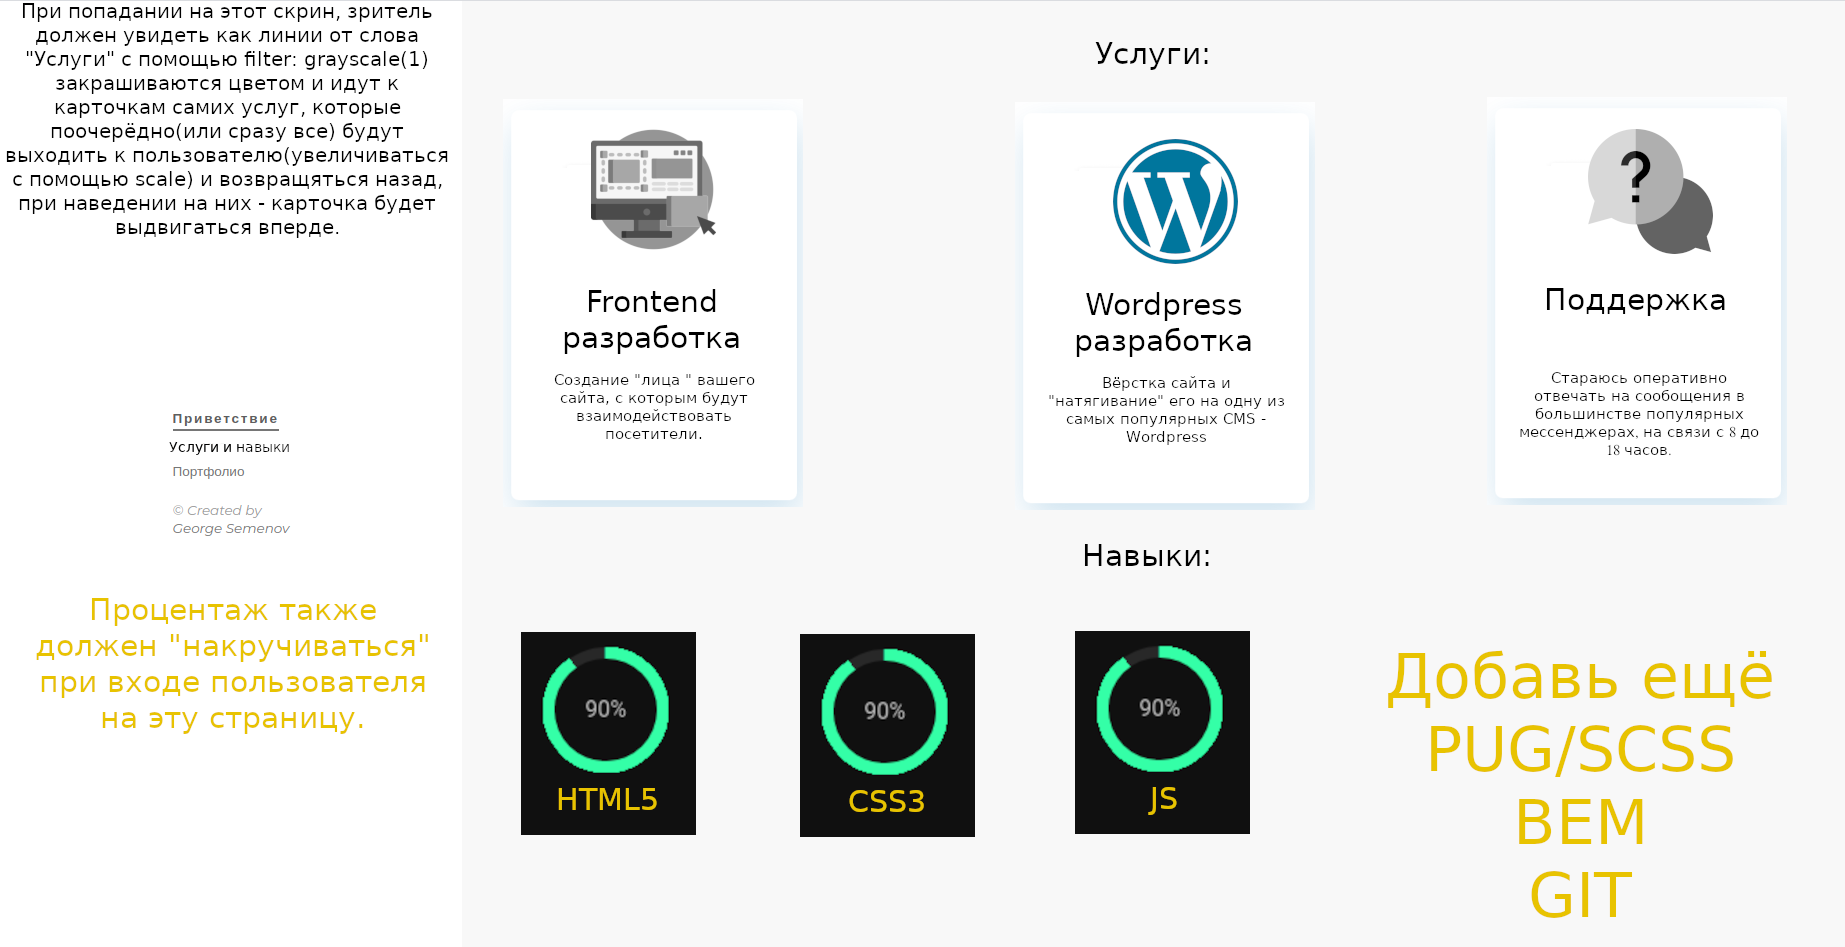 При попадании на этот скрин, зритель
должен увидеть как линии от слова
"Услуги" с помощью filter: grayscale(1)
закрашиваются цветом и идут к
карточкам самих услуг, которые
поочерёдно(или сразу все) будут
выходить к пользователю(увеличиваться
с помощью scale) и возвращяться назад,
при наведении на них - карточка будет
выдвигаться вперде.
Приветствие
Услуги и навыки
Портфолио
© Created by
George Semenov
Процентаж также
должен "накручиваться"
при входе пользователя
на эту страницу.
Услуги:
Frontend
разработка
Создание "лица " вашего
сайта, с которым будут
взаимодействовать
посетители.
Wordpress
разработка
Вёрстка сайта и
"натягивание" его на одну из
самых популярных CMS -
Wordpress
?
Поддержка
Стараюсь оперативно
отвечать на сообощения в
большинстве популярных
мессенджерах, на связи с 8 до
18 часов.
Навыки:
90%
HTML5
90%
CSS3
90%
JS
Добавь ещё
PUG/SCSS
BEM
GIT